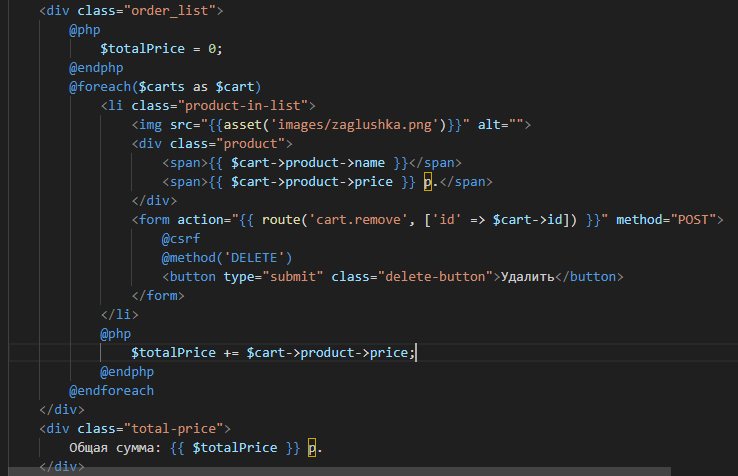 <div class="order_list">
@php
$totalPrice = 0;
@endphp
@foreach($carts as $cart)
<li class="product-in-list">
<img src="{{asset('images/zaglushka.png')}}" alt="">
<div class="product">
<span>{{ $cart->product->name }}</span>
<span>{{ $cart->product->price }} р.</span>
</div>
<form action="{{ route('cart.remove', ['id' => $cart->id]) }}" method="POST">
@csrf
@method('DELETE')
<button type="submit" class="delete-button">Удалить</button>
</form>
</li>
@php
$totalPrice += $cart->product->price;
@endphp
@endforeach
</div>
<div class="total-price">
Общая сумма: {{ $totalPrice }} р.
</div>